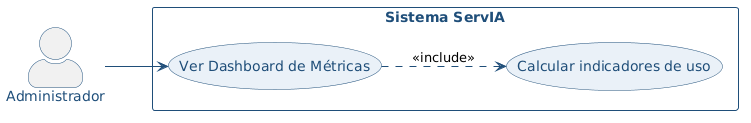 Sistema ServIA
Administrador
Ver Dashboard de Métricas
«include»
Calcular indicadores de uso